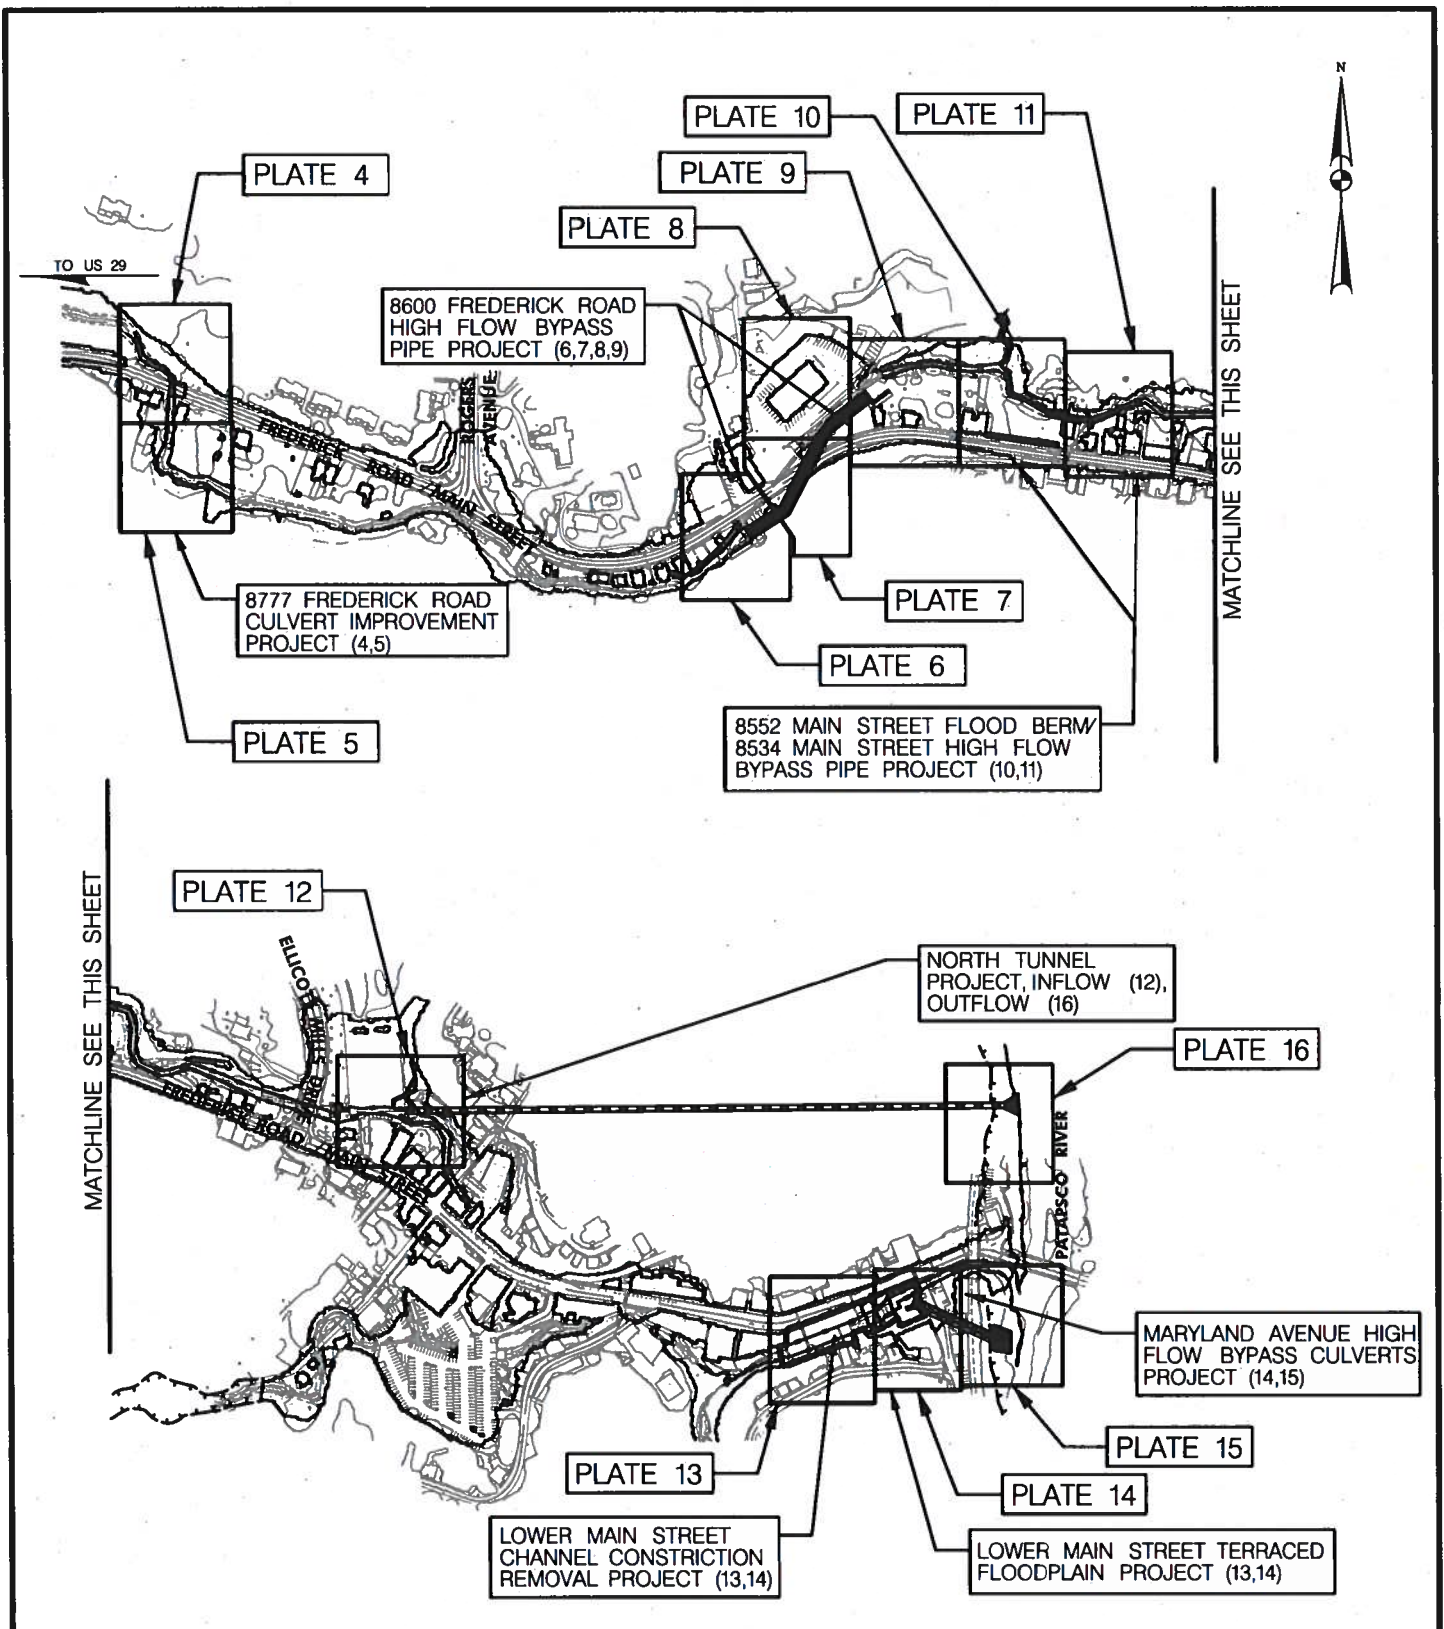 N
PLATE 10
PLATE 11
PLATE 4
PLATE 9
PLATE 8
TO US 29
8600 FREDERICK ROAD
HIGH FLOW BYPASS
PIPE PROJECT (6,7,8,9)
ROGERS
AVENUE
FREDERICK ROAD / MAIN STREET
MATCHLINE SEE THIS SHEET
8777 FREDERICK ROAD
CULVERT IMPROVEMENT
PROJECT (4,5)
PLATE 7
PLATE 6
PLATE 5
8552 MAIN STREET FLOOD BERM/
8534 MAIN STREET HIGH FLOW
BYPASS PIPE PROJECT (10,11)
MATCHLINE SEE THIS SHEET
PLATE 12
ELLICOTT MILLS DRIVE
NORTH TUNNEL
PROJECT, INFLOW (12),
OUTFLOW (16)
PLATE 16
FREDERICK ROAD / MAIN STREET
PATAPSCO RIVER
MARYLAND AVENUE HIGH
FLOW BYPASS CULVERTS
PROJECT (14,15)
PLATE 15
PLATE 13
PLATE 14
LOWER MAIN STREET
CHANNEL CONSTRICTION
REMOVAL PROJECT (13,14)
LOWER MAIN STREET TERRACED
FLOODPLAIN PROJECT (13,14)